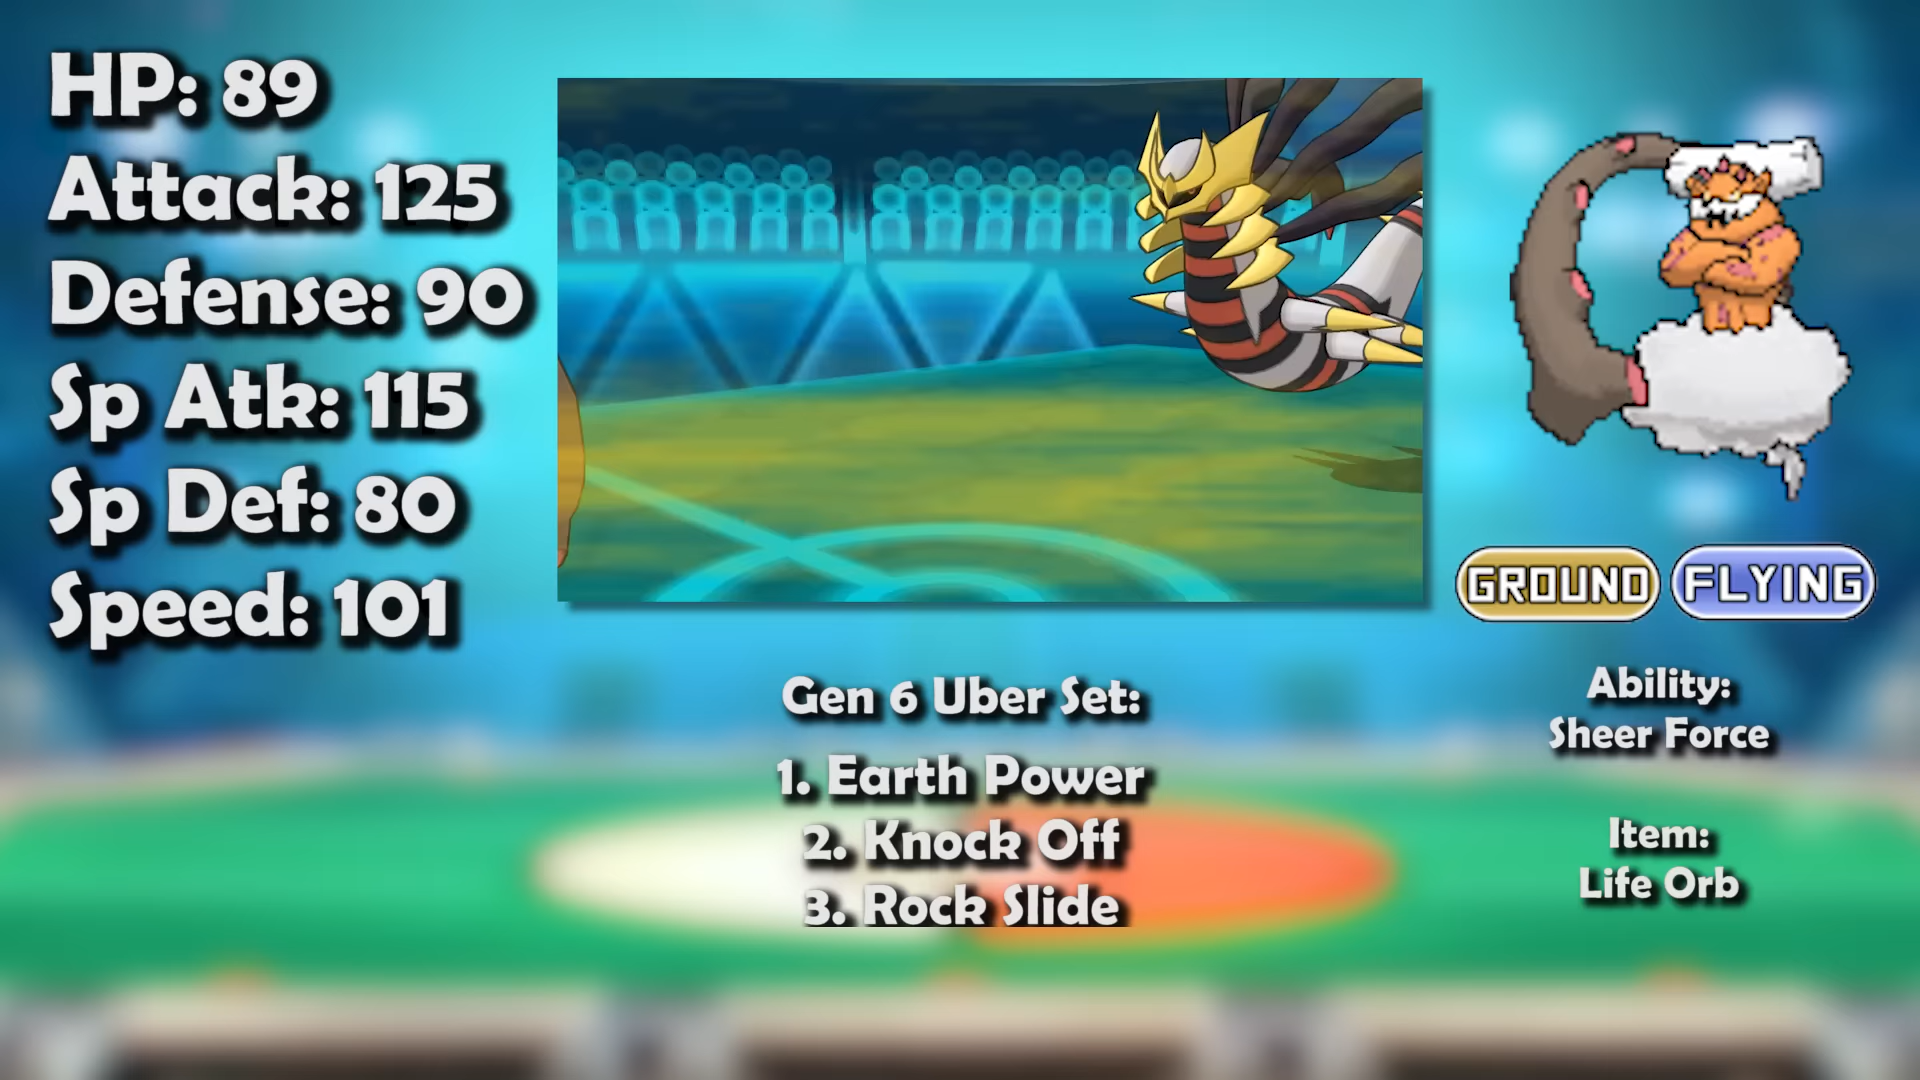 HP: 89
Attack: 125
Defense: 90
Sp Atk: 115
Sp Def: 80
Speed: 101
GROUND FLYING
Gen 6 Uber Set:
1. Earth Power
2. Knock Off
3. Rock Slide
Ability:
Sheer Force
Item:
Life Orb